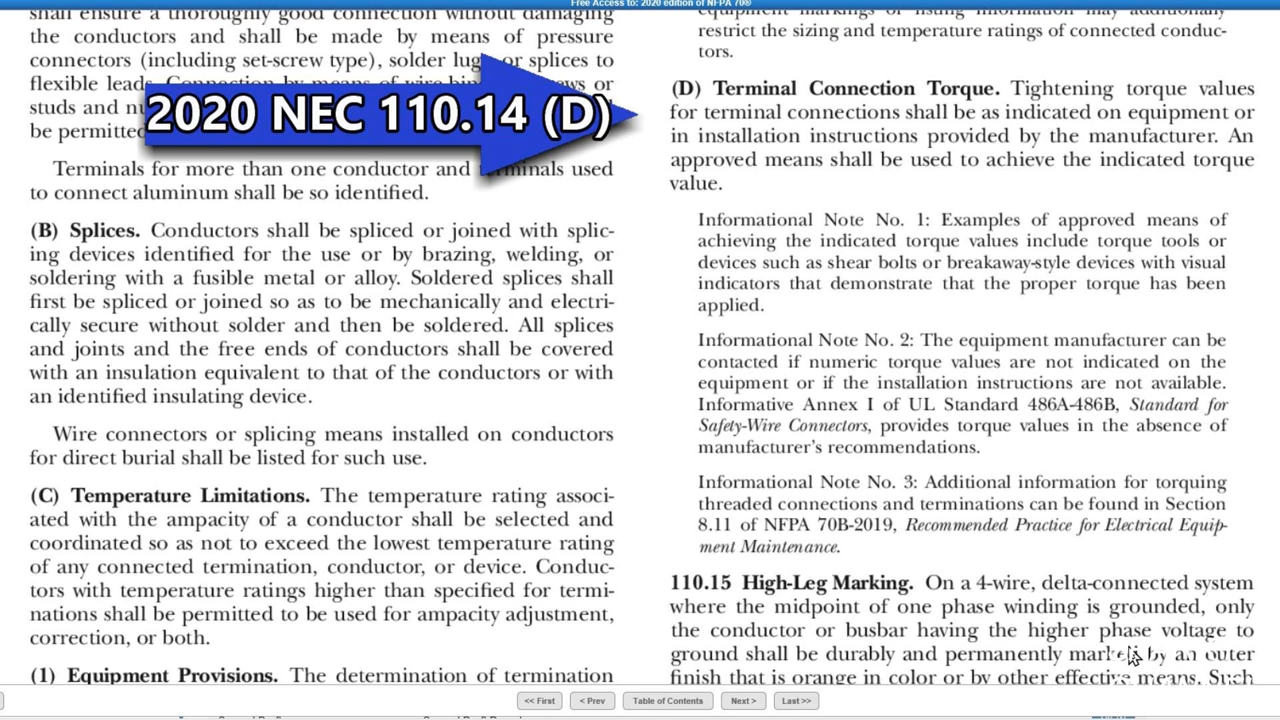 Free Access to: 2020 edition of NFPA 70®
shall ensure a thoroughly good connection without damaging
the conductors and shall be made by means of pressure
connectors (including set-screw type), solder lugs, or splices to
flexible leads. Connection by means of wire
or
studs and
be permitted
2020 NEC 110.14 (D)
Terminals for more than one conductor and terminals used
to connect aluminum shall be so identified.
(B) Splices. Conductors shall be spliced or joined with splic-
ing devices identified for the use or by brazing, welding, or
soldering with a fusible metal or alloy. Soldered splices shall
first be spliced or joined so as to be mechanically and electri-
cally secure without solder and then be soldered. All splices
and joints and the free ends of conductors shall be covered
with an insulation equivalent to that of the conductors or with
an identified insulating device.
Wire connectors or splicing means installed on conductors
for direct burial shall be listed for such use.
(C) Temperature Limitations. The temperature rating associ-
ated with the ampacity of a conductor shall be selected and
coordinated so as not to exceed the lowest temperature rating
of any connected termination, conductor, or device. Conduc-
tors with temperature ratings higher than specified for termi-
nations shall be permitted to be used for ampacity adjustment,
correction, or both.
(1) Equipment Provisions. The determination of termination
equipment markings or listing information may additionally
restrict the sizing and temperature ratings of connected conduc-
tors.
(D) Terminal Connection Torque. Tightening torque values
for terminal connections shall be as indicated on equipment or
in installation instructions provided by the manufacturer. An
approved means shall be used to achieve the indicated torque
value.
Informational Note No. 1: Examples of approved means of
achieving the indicated torque values include torque tools or
devices such as shear bolts or breakaway-style devices with visual
indicators that demonstrate that the proper torque has been
applied.
Informational Note No. 2: The equipment manufacturer can be
contacted if numeric torque values are not indicated on the
equipment or if the installation instructions are not available.
Informative Annex I of UL Standard 486A-486B, Standard for
Safety-Wire Connectors, provides torque values in the absence of
manufacturer's recommendations.
Informational Note No. 3: Additional information for torquing
threaded connections and terminations can be found in Section
8.11 of NFPA 70B-2019, Recommended Practice for Electrical Equip-
ment Maintenance.
110.15 High-Leg Marking. On a 4-wire, delta-connected system
where the midpoint of one phase winding is grounded, only
the conductor or busbar having the higher phase voltage to
ground shall be durably and permanently marked by an outer
finish that is orange in color or by other effective means. Such
<< First
< Prev
Table of Contents
Next >
Last >>